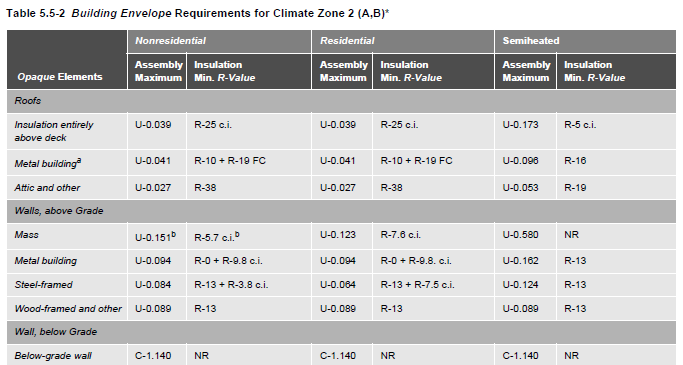 Table 5.5-2 Building Envelope Requirements for Climate Zone 2 (A,B)*
Nonresidential Residential Semiheated
Opaque Elements Assembly Maximum Insulation Min. R-Value Assembly Maximum Insulation Min. R-Value Assembly Maximum Insulation Min. R-Value
Roofs
Insulation entirely above deck U-0.039 R-25 c.i. U-0.039 R-25 c.i. U-0.173 R-5 c.i.
Metal building^a U-0.041 R-10 + R-19 FC U-0.041 R-10 + R-19 FC U-0.096 R-16
Attic and other U-0.027 R-38 U-0.027 R-38 U-0.053 R-19
Walls, above Grade
Mass U-0.151^b R-5.7 c.i.^b U-0.123 R-7.6 c.i. U-0.580 NR
Metal building U-0.094 R-0 + R-9.8 c.i. U-0.094 R-0 + R-9.8. c.i. U-0.162 R-13
Steel-framed U-0.084 R-13 + R-3.8 c.i. U-0.064 R-13 + R-7.5 c.i. U-0.124 R-13
Wood-framed and other U-0.089 R-13 U-0.089 R-13 U-0.089 R-13
Wall, below Grade
Below-grade wall C-1.140 NR C-1.140 NR C-1.140 NR